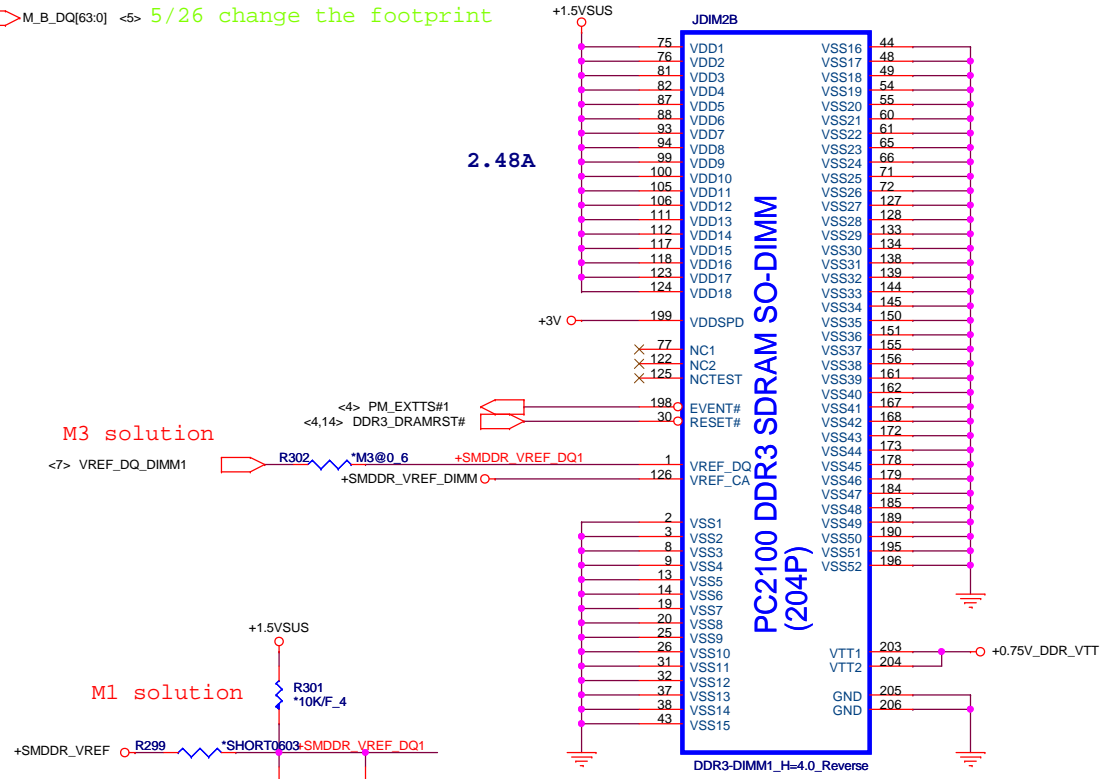 M_B_DQ[63:0] <5> 5/26 change the footprint
+1.5VSUS
JDIM2B
2.48A
75 VDD1
76 VDD2
81 VDD3
82 VDD4
87 VDD5
88 VDD6
93 VDD7
94 VDD8
99 VDD9
100 VDD10
105 VDD11
106 VDD12
111 VDD13
112 VDD14
117 VDD15
118 VDD16
123 VDD17
124 VDD18
+3V 199 VDDSPD
77 NC1
122 NC2
125 NCTEST
<4> PM_EXTTS#1 198 EVENT#
<4,14> DDR3_DRAMRST# 30 RESET#
M3 solution
<7> VREF_DQ_DIMM1 R302 *M3@0_6 +SMDDR_VREF_DQ1 1 VREF_DQ
+SMDDR_VREF_DIMM 126 VREF_CA
2 VSS1
3 VSS2
8 VSS3
9 VSS4
13 VSS5
14 VSS6
19 VSS7
20 VSS8
25 VSS9
26 VSS10
31 VSS11
32 VSS12
37 VSS13
38 VSS14
43 VSS15
PC2100 DDR3 SDRAM SO-DIMM
(204P)
VSS16 44
VSS17 48
VSS18 49
VSS19 54
VSS20 55
VSS21 60
VSS22 61
VSS23 65
VSS24 66
VSS25 71
VSS26 72
VSS27 127
VSS28 128
VSS29 133
VSS30 134
VSS31 138
VSS32 139
VSS33 144
VSS34 145
VSS35 150
VSS36 151
VSS37 155
VSS38 156
VSS39 161
VSS40 162
VSS41 167
VSS42 168
VSS43 172
VSS44 173
VSS45 178
VSS46 179
VSS47 184
VSS48 185
VSS49 189
VSS50 190
VSS51 195
VSS52 196
VTT1 203 +0.75V_DDR_VTT
VTT2 204
GND 205
GND 206
DDR3-DIMM1_H=4.0_Reverse
+1.5VSUS
M1 solution
R301
*10K/F_4
+SMDDR_VREF R299 *SHORT0603 +SMDDR_VREF_DQ1